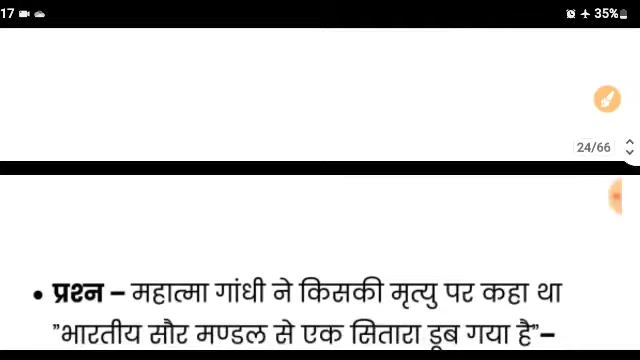 17
35%
24/66
• प्रश्न – महात्मा गांधी ने किसकी मृत्यु पर कहा था
"भारतीय सौर मण्डल से एक सितारा डूब गया है"–